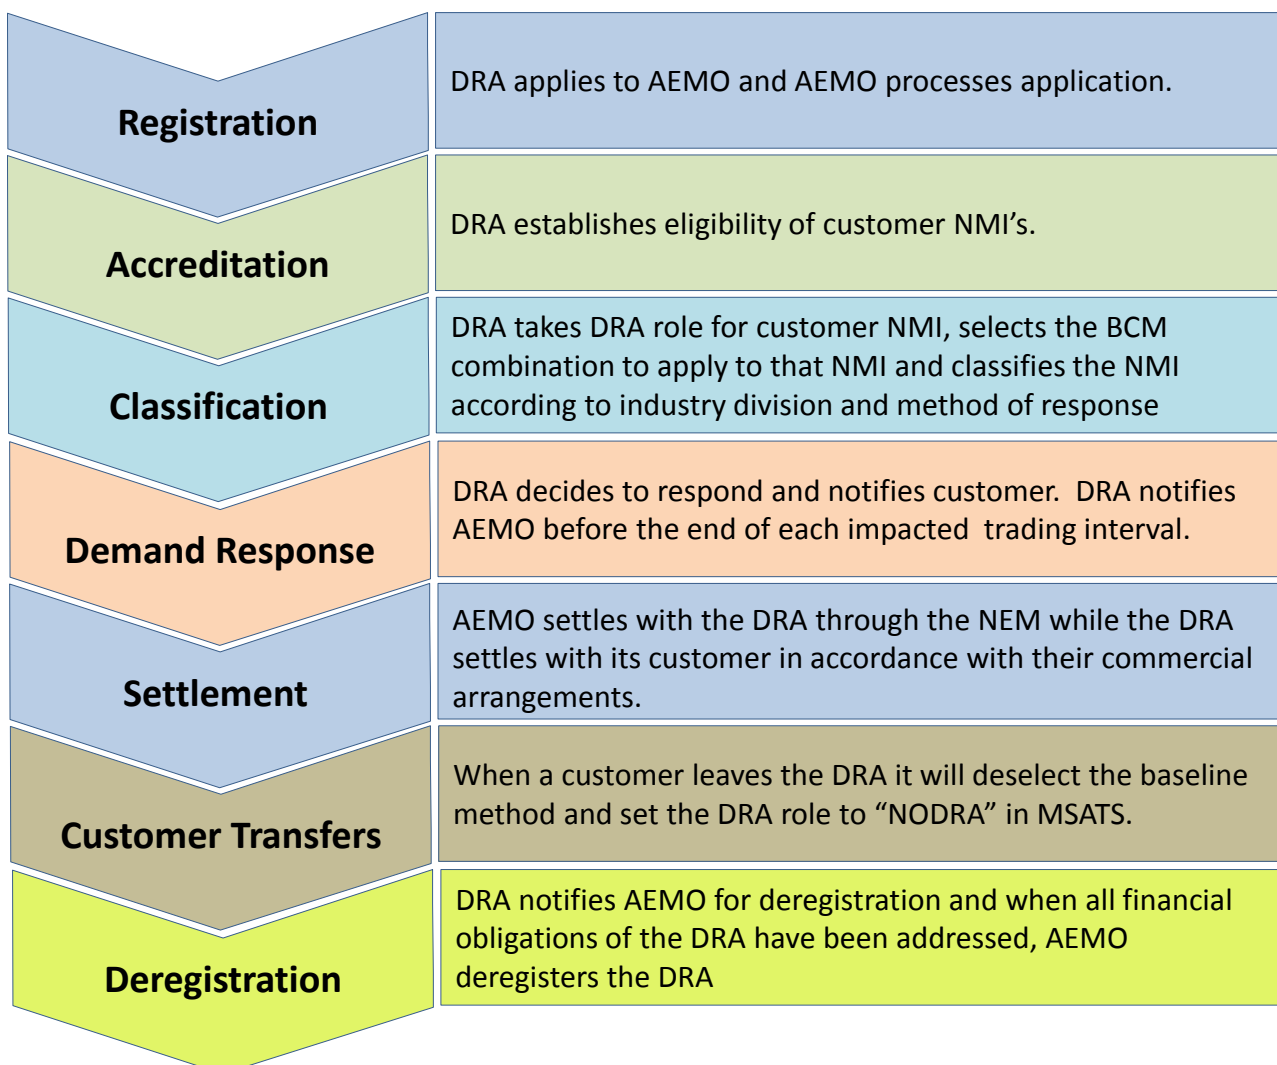 Registration
DRA applies to AEMO and AEMO processes application.
Accreditation
DRA establishes eligibility of customer NMI’s.
Classification
DRA takes DRA role for customer NMI, selects the BCM
combination to apply to that NMI and classifies the NMI
according to industry division and method of response
Demand Response
DRA decides to respond and notifies customer.  DRA notifies
AEMO before the end of each impacted  trading interval.
Settlement
AEMO settles with the DRA through the NEM while the DRA
settles with its customer in accordance with their commercial
arrangements.
Customer Transfers
When a customer leaves the DRA it will deselect the baseline
method and set the DRA role to “NODRA” in MSATS.
Deregistration
DRA notifies AEMO for deregistration and when all financial
obligations of the DRA have been addressed, AEMO
deregisters the DRA